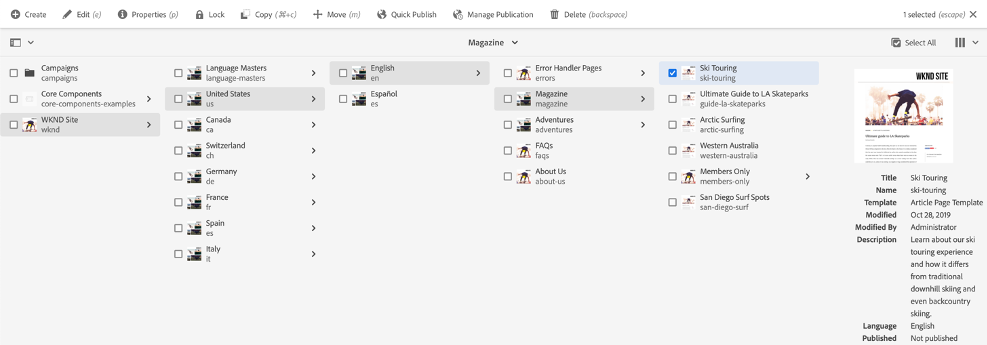 Create Edit (e) Properties (p) Lock Copy (⌘+c) Move (m) Quick Publish Manage Publication Delete (backspace) 1 selected (escape)
Magazine Select All
Campaigns
campaigns
Core Components
core-components-examples
WKND Site
wknd
Language Masters
language-masters
United States
us
Canada
ca
Switzerland
ch
Germany
de
France
fr
Spain
es
Italy
it
English
en
Español
es
Error Handler Pages
errors
Magazine
magazine
Adventures
adventures
FAQs
faqs
About Us
about-us
Ski Touring
ski-touring
Ultimate Guide to LA Skateparks
guide-la-skateparks
Arctic Surfing
arctic-surfing
Western Australia
western-australia
Members Only
members-only
San Diego Surf Spots
san-diego-surf
WKND SITE
Ultimate guide to LA Skateparks
Title Ski Touring
Name ski-touring
Template Article Page Template
Modified Oct 28, 2019
Modified By Administrator
Description Learn about our ski
touring experience
and how it differs
from traditional
downhill skiing and
even backcountry
skiing.
Language English
Published Not published